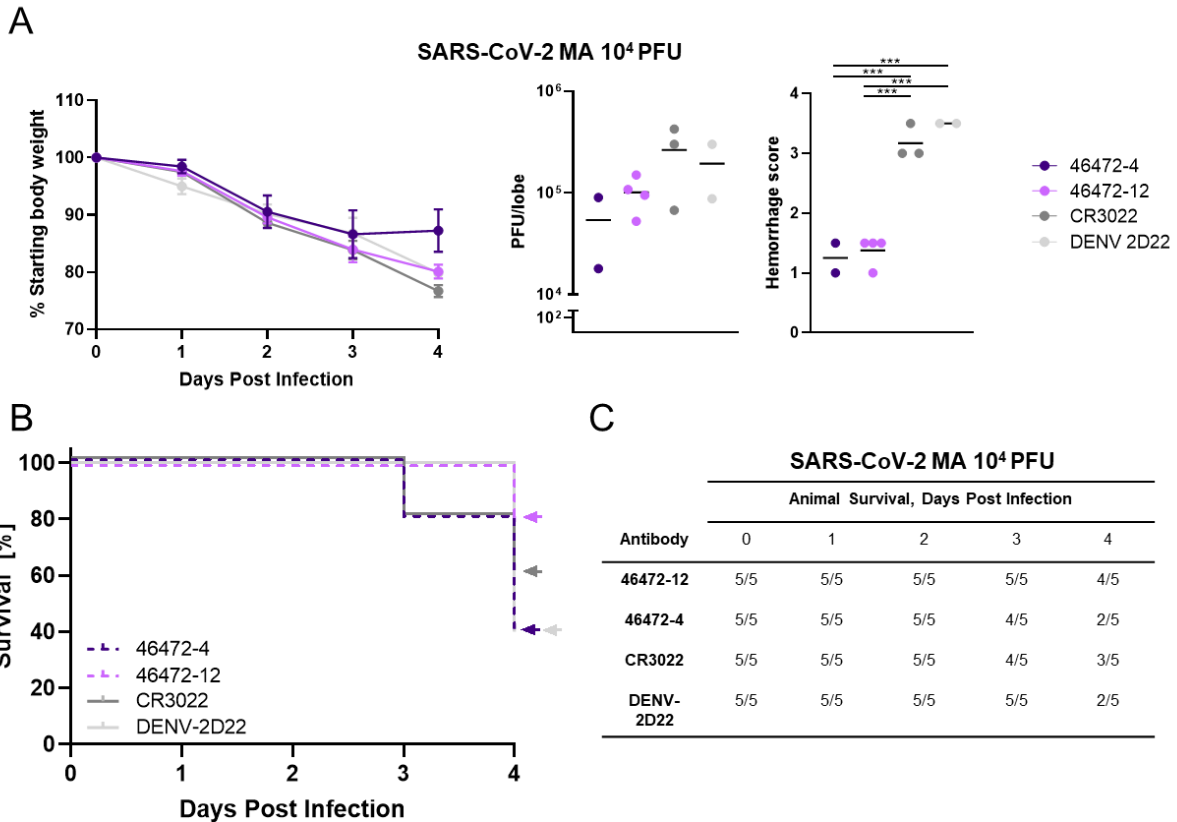 A
SARS-CoV-2 MA 10⁴ PFU
110
100
90
80
70
% Starting body weight
0 1 2 3 4
Days Post Infection
10⁶
10⁵
10⁴
10²
PFU/lobe
***
***
***
***
4
3
2
1
0
Hemorrhage score
46472-4
46472-12
CR3022
DENV 2D22
B
100
80
60
40
20
0
Survival [%]
46472-4
46472-12
CR3022
DENV-2D22
0 1 2 3 4
Days Post Infection
C
SARS-CoV-2 MA 10⁴ PFU
Animal Survival, Days Post Infection
Antibody 0 1 2 3 4
46472-12 5/5 5/5 5/5 5/5 4/5
46472-4 5/5 5/5 5/5 4/5 2/5
CR3022 5/5 5/5 5/5 4/5 3/5
DENV- 5/5 5/5 5/5 5/5 2/5
2D22